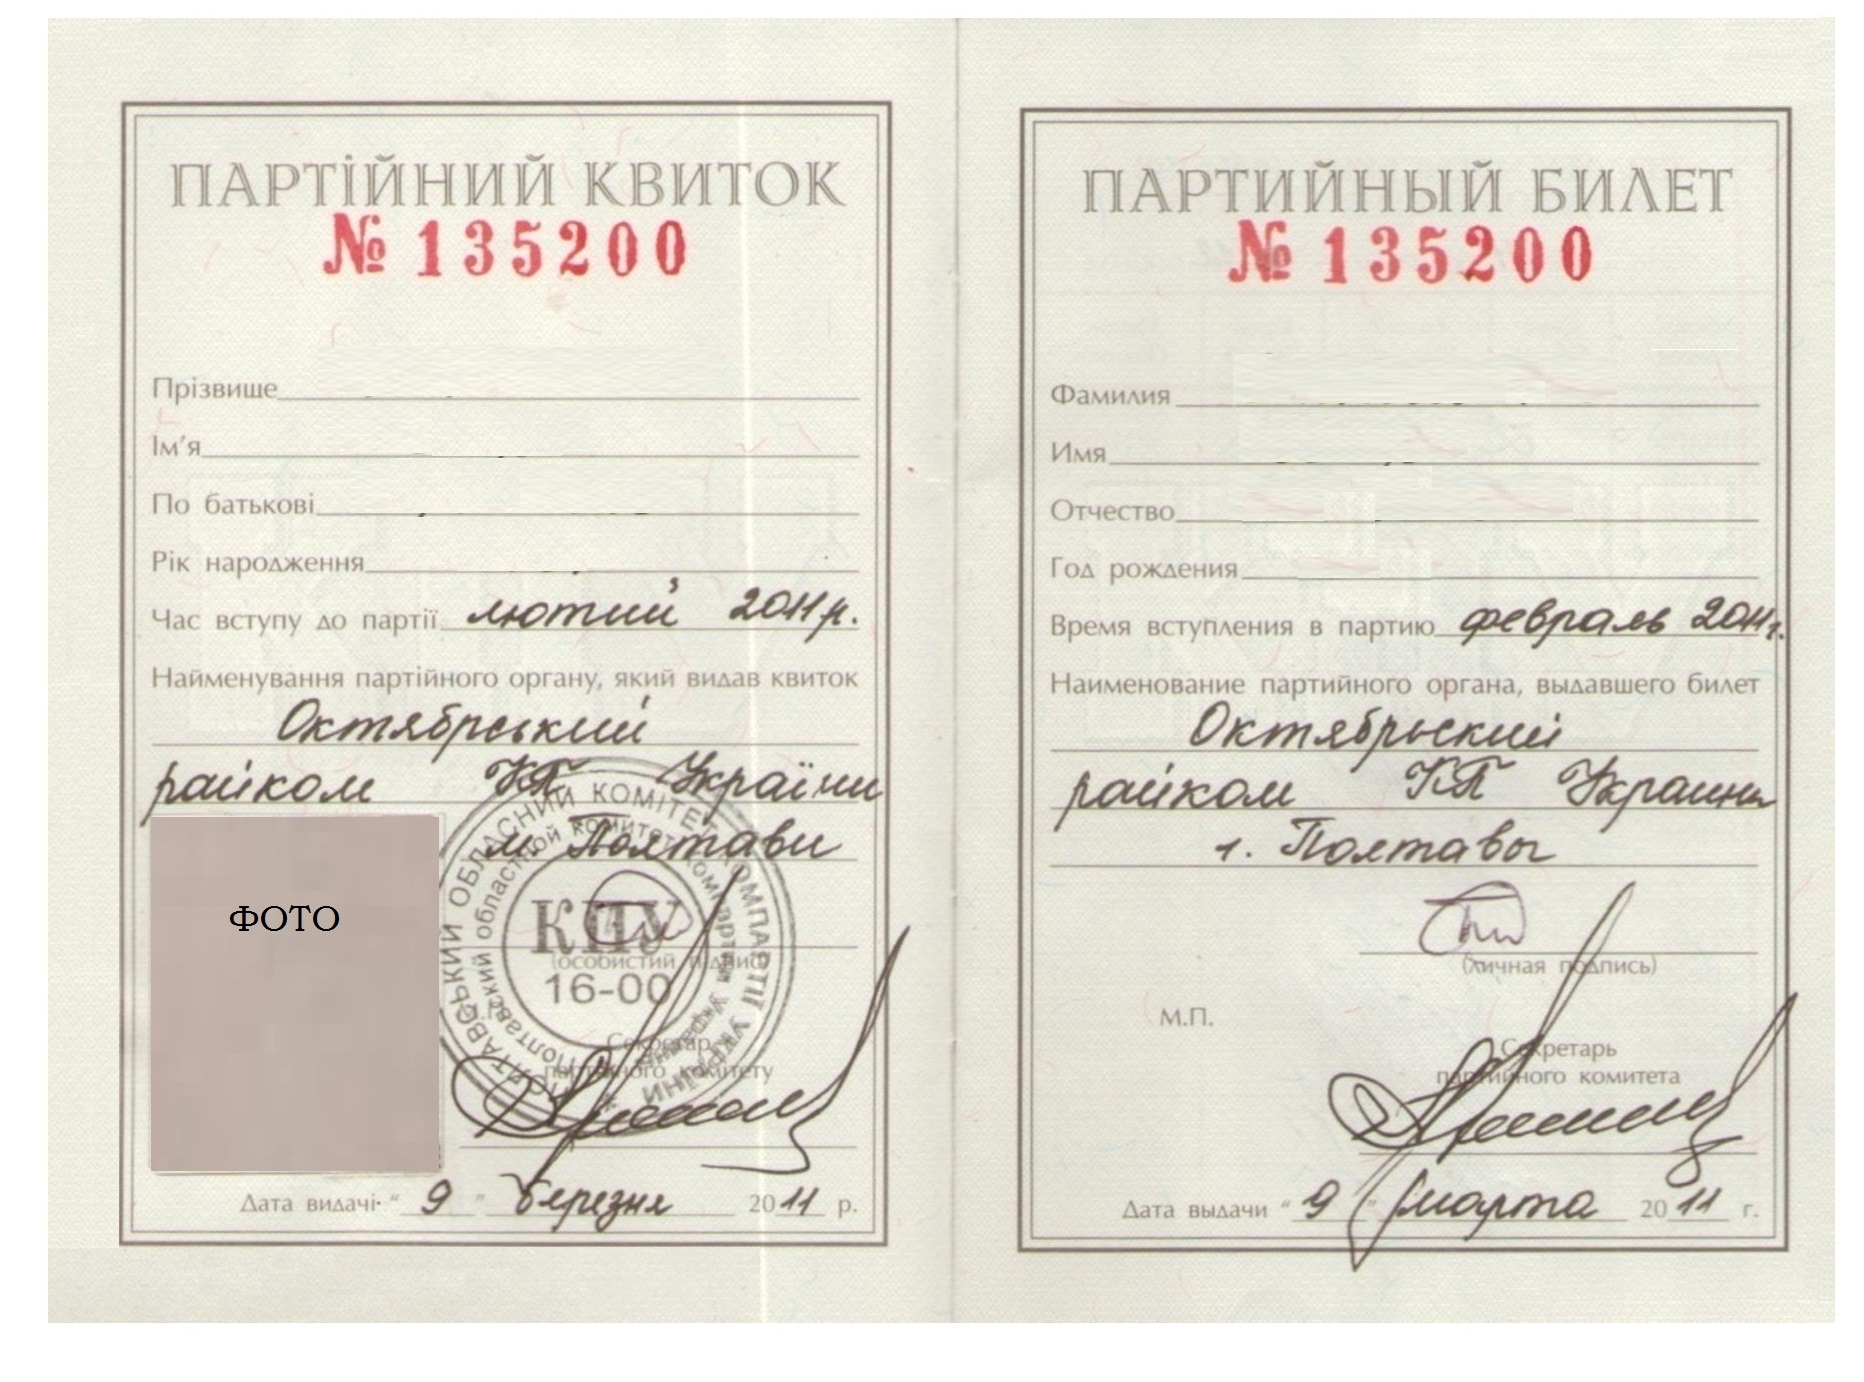 ПАРТІЙНИЙ КВИТОК
№ 135200
Прізвище
Ім'я
По батькові
Рік народження
Час вступу до партії лютий 2011 р.
Найменування партійного органу, який видав квиток
Октябрський
райком КП України
м. Полтави
ФОТО
ПОЛТАВСЬКИЙ ОБЛАСНИЙ КОМІТЕТ КОМПАРТІЇ УКРАЇНИ
Полтавский областной комитет Компартии Украины
КПУ
16-00
(особистий підпис)
Секретар
партійного комітету
Дата видачі "9" березня 2011 р.
ПАРТИЙНЫЙ БИЛЕТ
№ 135200
Фамилия
Имя
Отчество
Год рождения
Время вступления в партию февраль 2011 г.
Наименование партийного органа, выдавшего билет
Октябрьский
райком КП Украины
г. Полтавы
(личная подпись)
М.П.
Секретарь
партийного комитета
Дата выдачи "9" марта 2011 г.